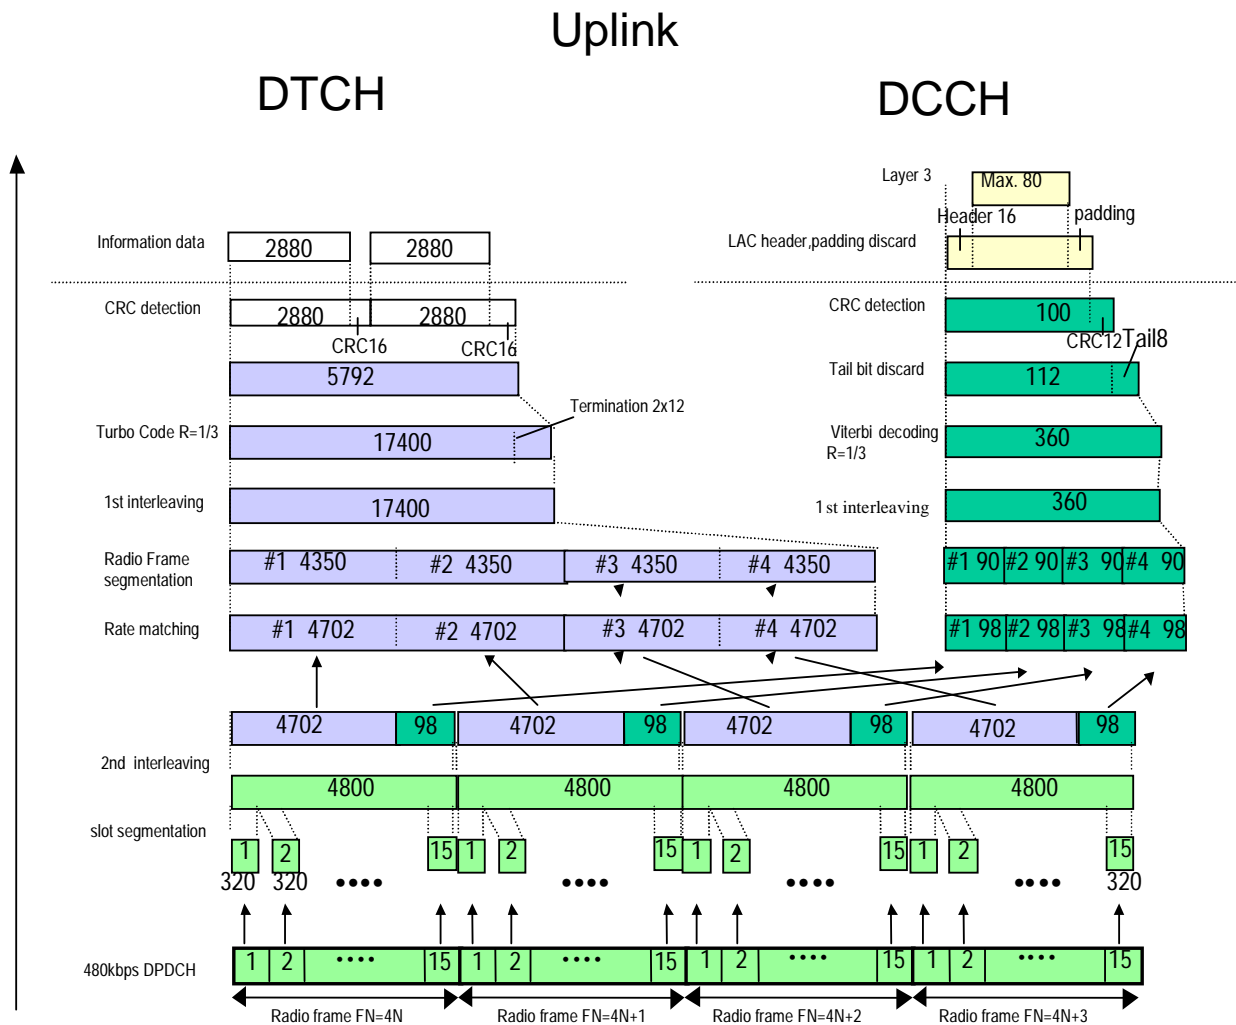 Uplink
DTCH DCCH
Layer 3 Max. 80
Header 16 padding
Information data 2880 2880 LAC header,padding discard
CRC detection 2880 2880 CRC detection 100
CRC16 CRC16 CRC12 Tail8
5792 Tail bit discard 112
Termination 2x12
Turbo Code R=1/3 17400 Viterbi decoding R=1/3 360
1st interleaving 17400 1st interleaving 360
Radio Frame segmentation #1 4350 #2 4350 #3 4350 #4 4350 #1 90 #2 90 #3 90 #4 90
Rate matching #1 4702 #2 4702 #3 4702 #4 4702 #1 98 #2 98 #3 98 #4 98
4702 98 4702 98 4702 98 4702 98
2nd interleaving
4800 4800 4800 4800
slot segmentation
1 2 15 1 2 15 1 2 15 1 2 15
320 320 •••• •••• •••• •••• 320
480kbps DPDCH 1 2 •••• 15 1 2 •••• 15 1 2 •••• 15 1 2 •••• 15
Radio frame FN=4N Radio frame FN=4N+1 Radio frame FN=4N+2 Radio frame FN=4N+3